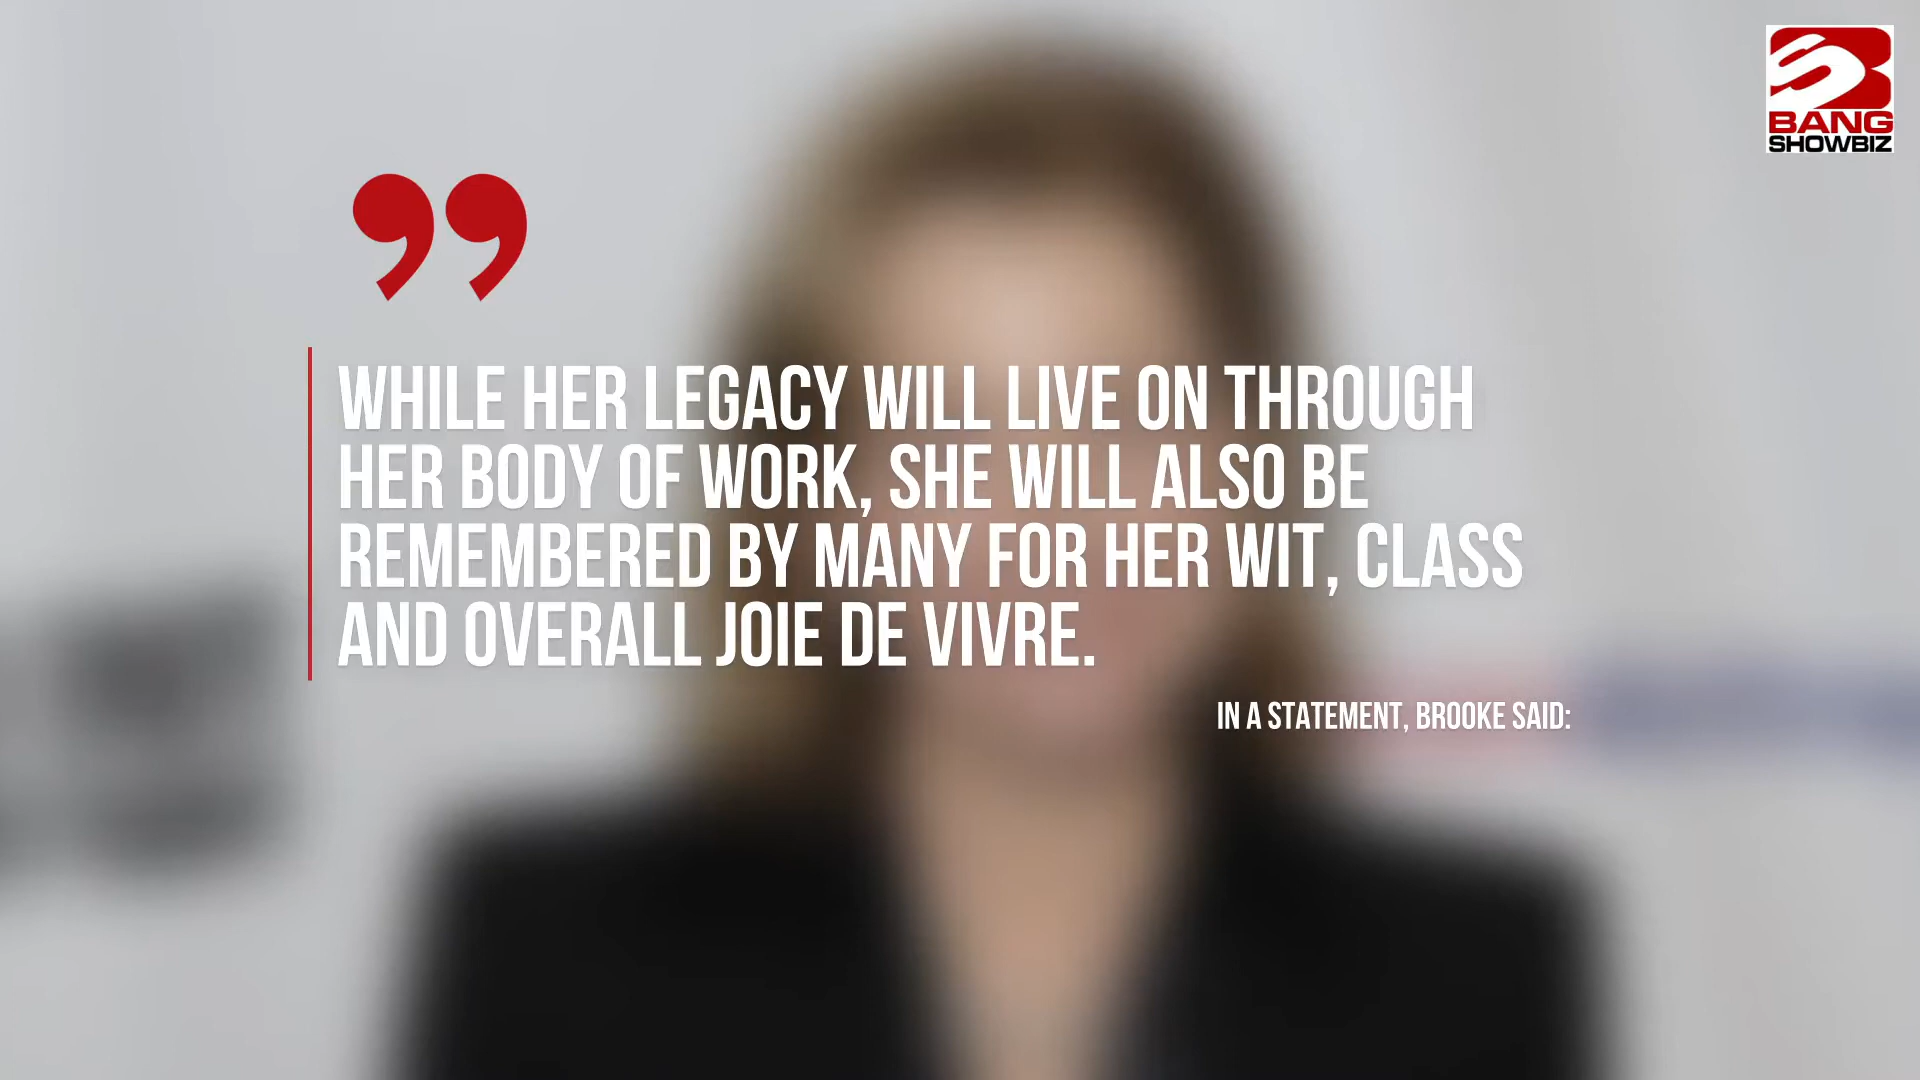 BANG
SHOWBIZ
”
WHILE HER LEGACY WILL LIVE ON THROUGH
HER BODY OF WORK, SHE WILL ALSO BE
REMEMBERED BY MANY FOR HER WIT, CLASS
AND OVERALL JOIE DE VIVRE.
IN A STATEMENT, BROOKE SAID: